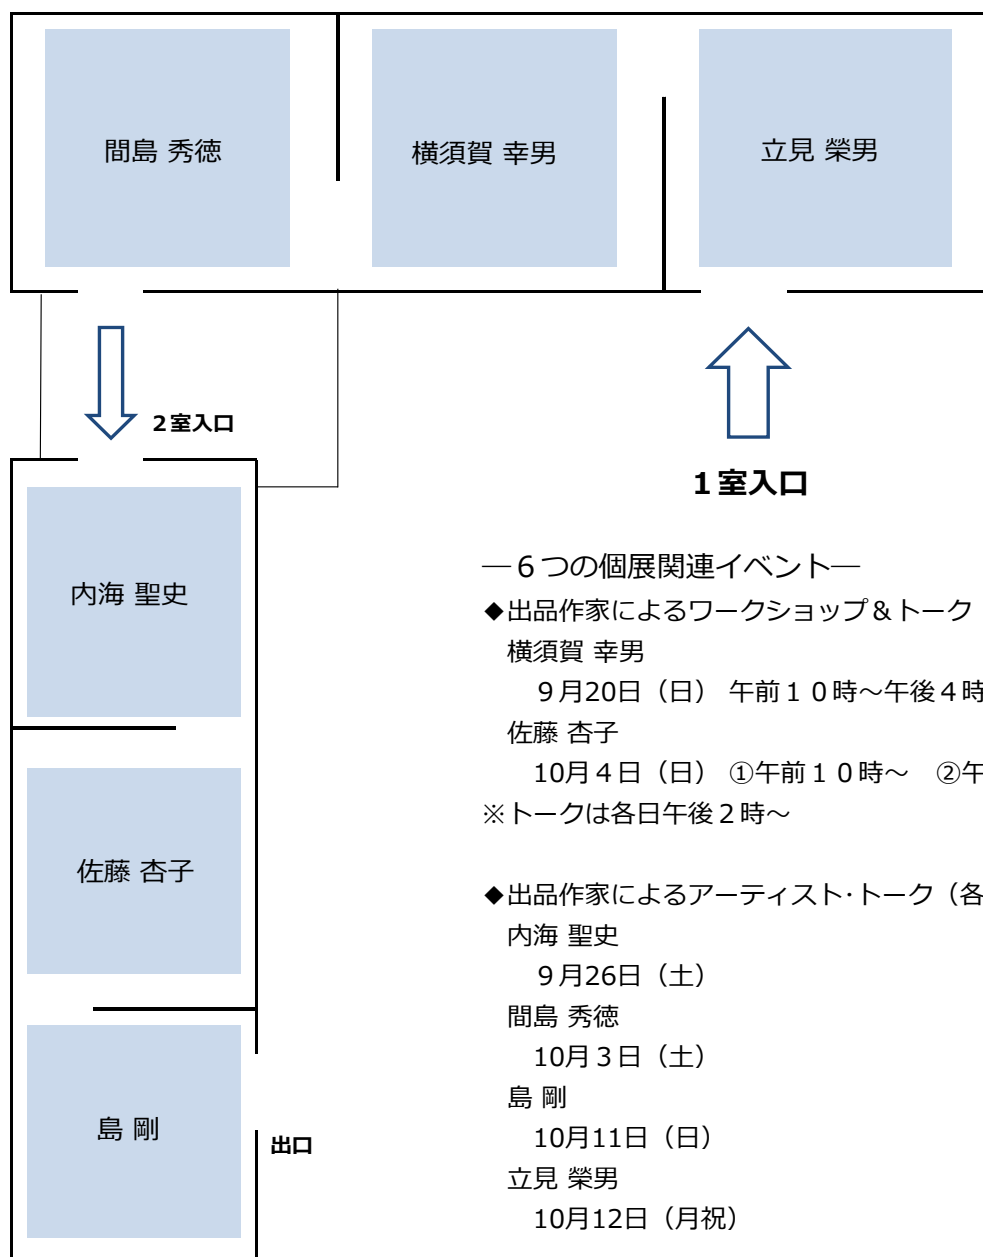 間島 秀徳
横須賀 幸男
立見 榮男
２室入口
１室入口
内海 聖史
佐藤 杏子
島 剛
出口
―６つの個展関連イベント―
◆出品作家によるワークショップ＆トーク
横須賀 幸男
９月20日（日） 午前１０時～午後４時
佐藤 杏子
10月４日（日） ①午前１０時～　②午
※トークは各日午後２時～
◆出品作家によるアーティスト・トーク（各
内海 聖史
９月26日（土）
間島 秀徳
10月３日（土）
島 剛
10月11日（日）
立見 榮男
10月12日（月祝）